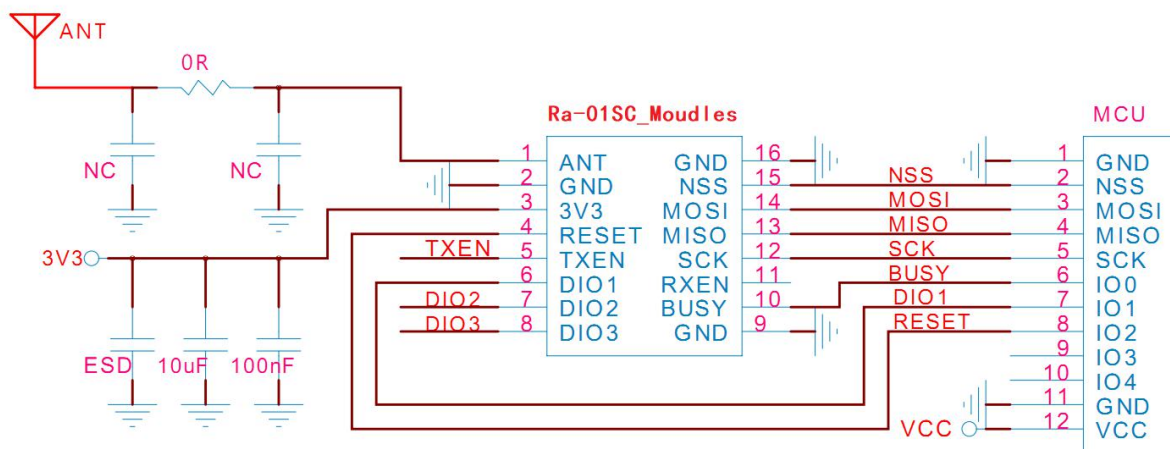 ANT
0R
NC
NC
3V3
ESD
10uF
100nF
TXEN
DIO2
DIO3
Ra-01SC_Moudles
1 ANT GND 16
2 GND NSS 15
3 3V3 MOSI 14
4 RESET MISO 13
5 TXEN SCK 12
6 DIO1 RXEN 11
7 DIO2 BUSY 10
8 DIO3 GND 9
NSS
MOSI
MISO
SCK
BUSY
DIO1
RESET
VCC
MCU
1 GND
2 NSS
3 MOSI
4 MISO
5 SCK
6 IO0
7 IO1
8 IO2
9 IO3
10 IO4
11 GND
12 VCC